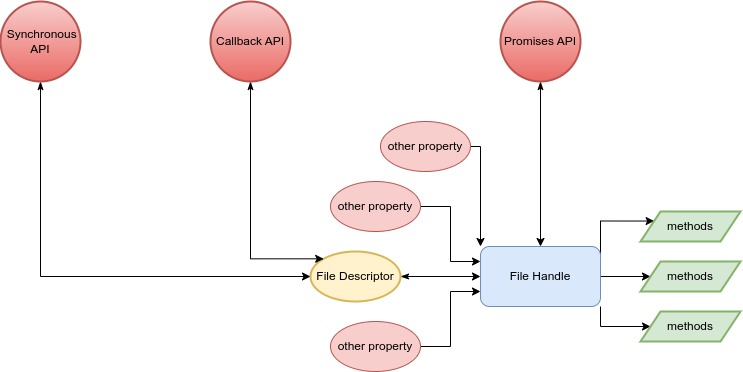 Synchronous
API
Callback API
Promises API
other property
other property
File Descriptor
File Handle
other property
methods
methods
methods